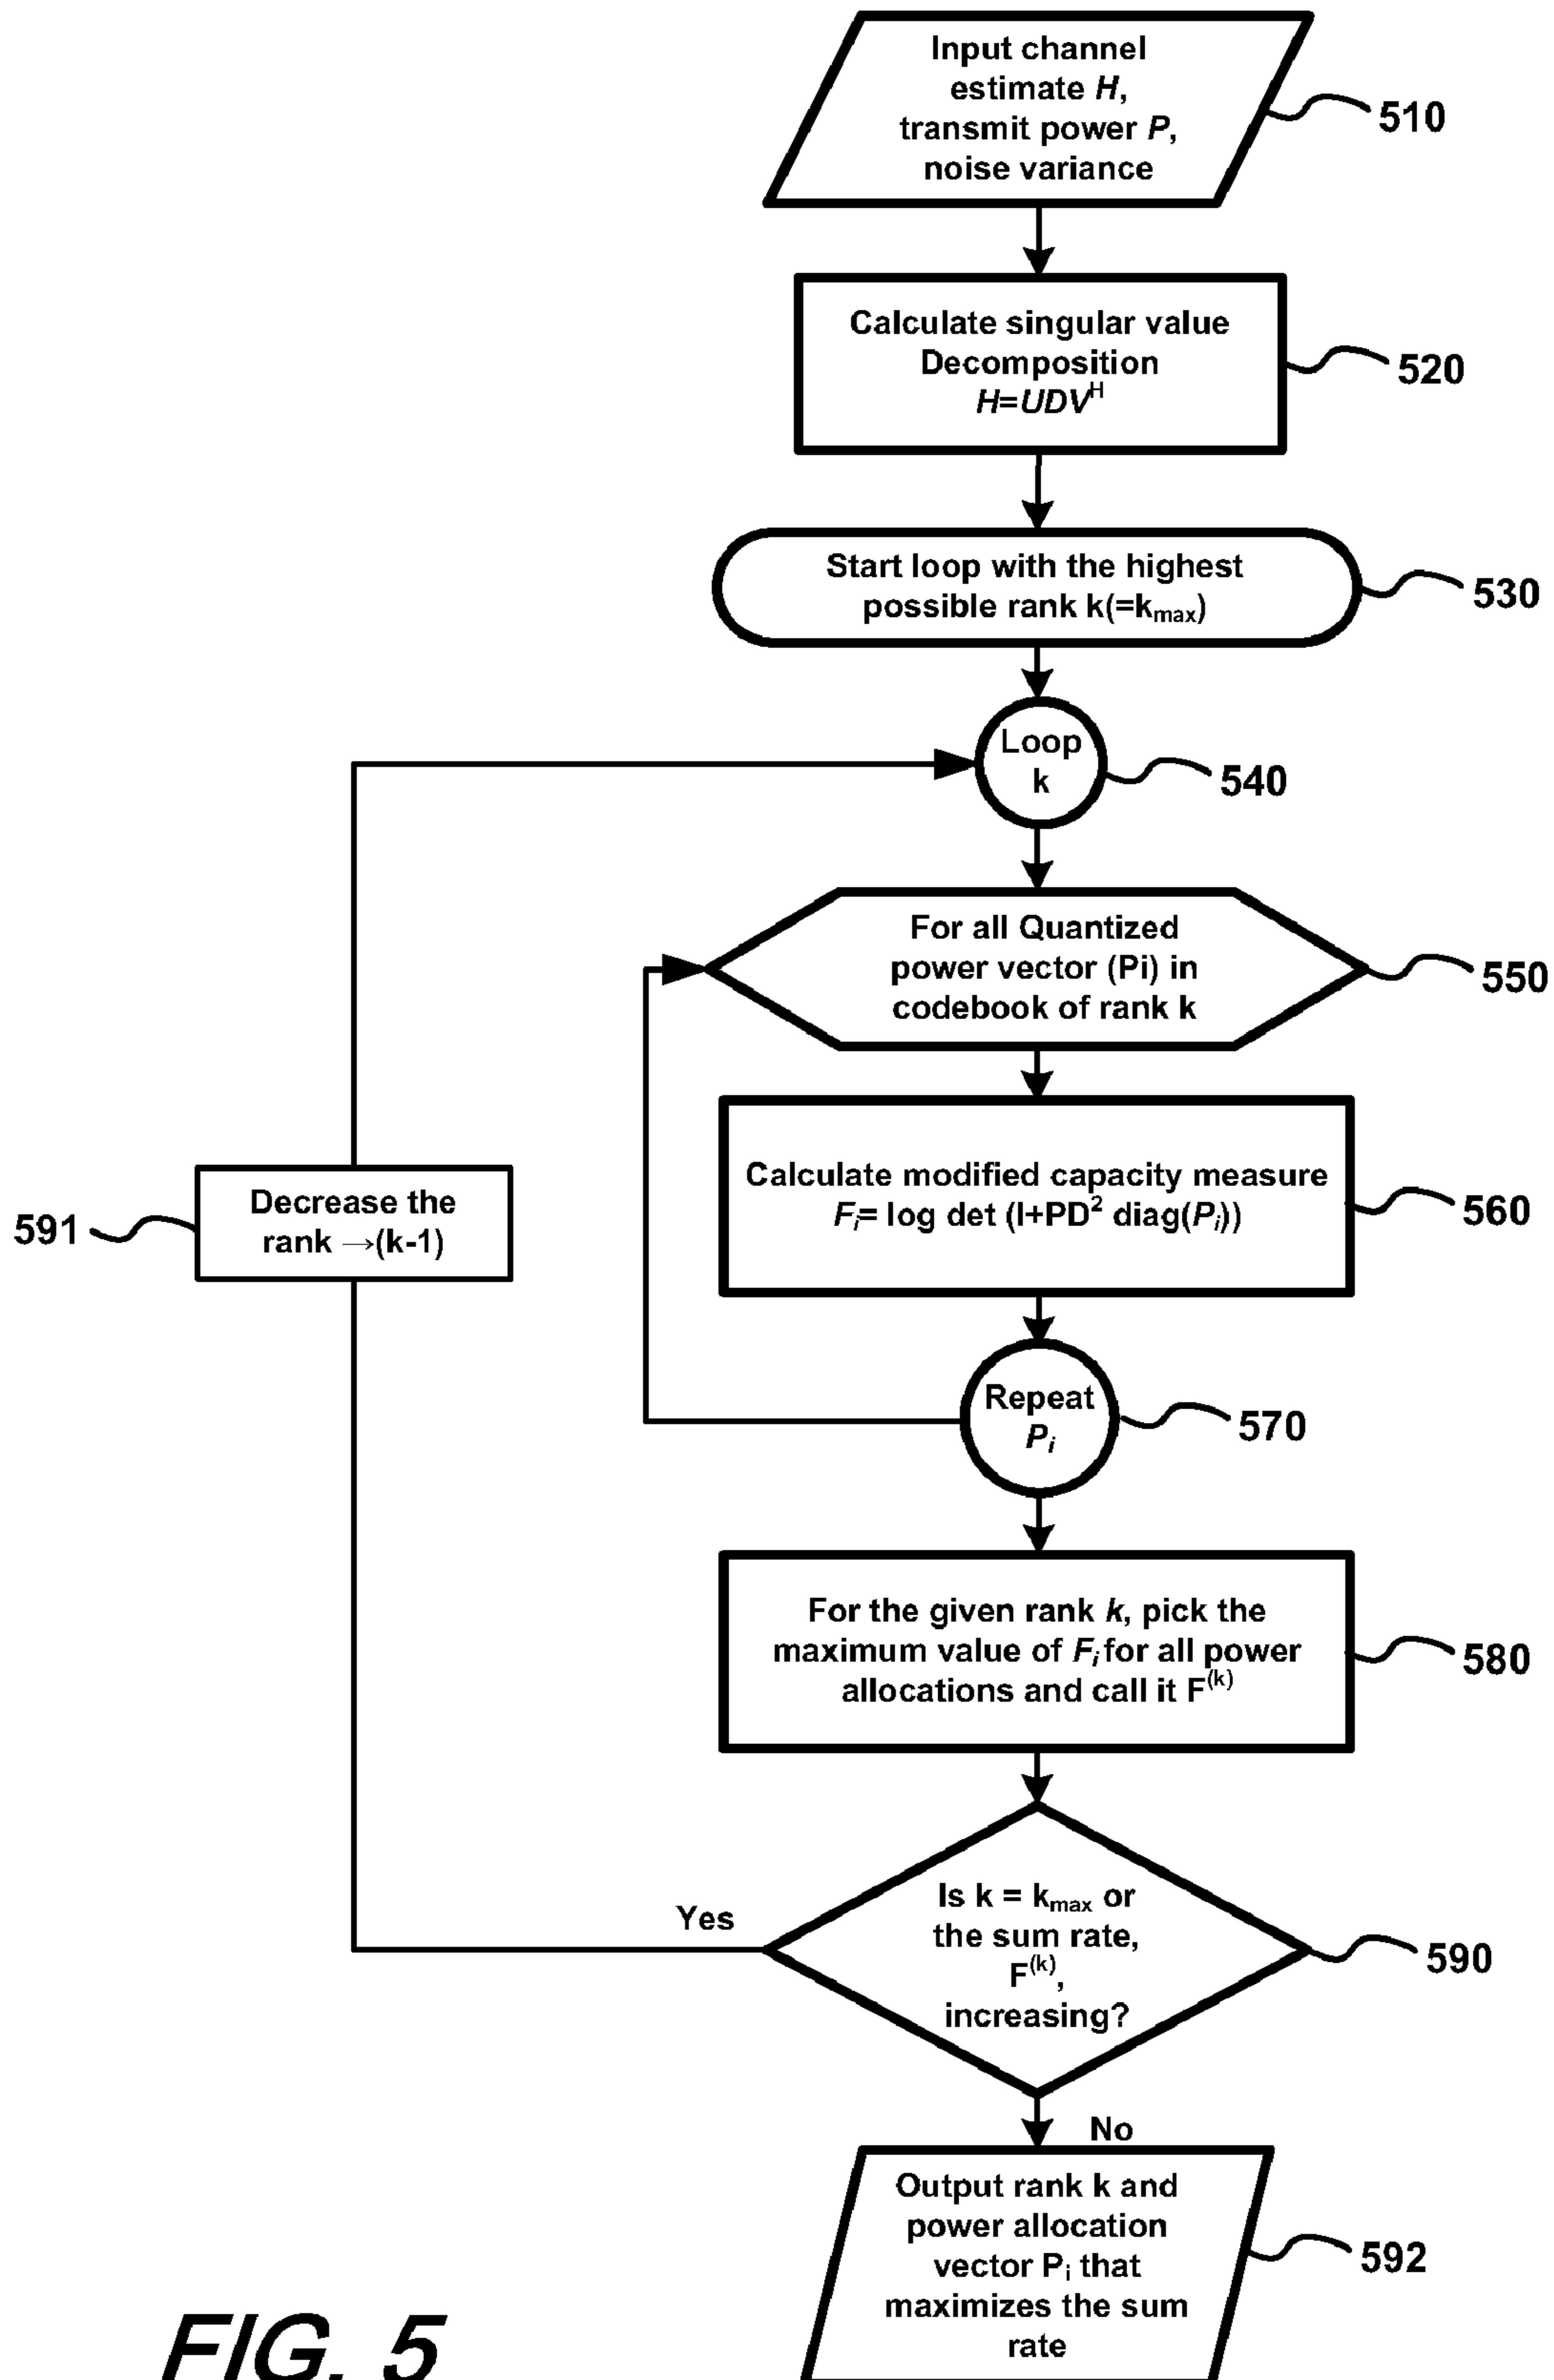 Input channel
estimate H,
transmit power P,
noise variance
510
Calculate singular value
Decomposition
H=UDV^H
520
Start loop with the highest
possible rank k(=k_max)
530
Loop
k
540
For all Quantized
power vector (Pi) in
codebook of rank k
550
Calculate modified capacity measure
F_i= log det (I+PD² diag(P_i))
560
Decrease the
rank →(k-1)
591
Repeat
P_i
570
For the given rank k, pick the
maximum value of F_i for all power
allocations and call it F^(k)
580
Is k = k_max or
the sum rate,
F^(k),
increasing?
590
Yes
No
Output rank k and
power allocation
vector P_i that
maximizes the sum
rate
592
FIG. 5